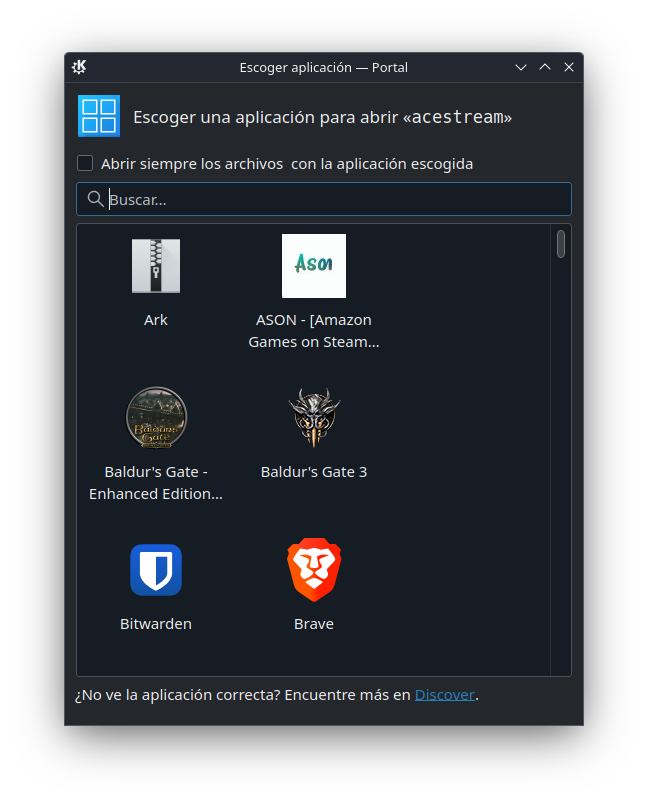 Escoger aplicación — Portal
Escoger una aplicación para abrir «acestream»
Abrir siempre los archivos  con la aplicación escogida
Buscar...
Ason
Ark
ASON - [Amazon
Games on Steam...
Baldur's Gate
Baldur's Gate -
Enhanced Edition...
Baldur's Gate 3
Bitwarden
Brave
¿No ve la aplicación correcta? Encuentre más en Discover.